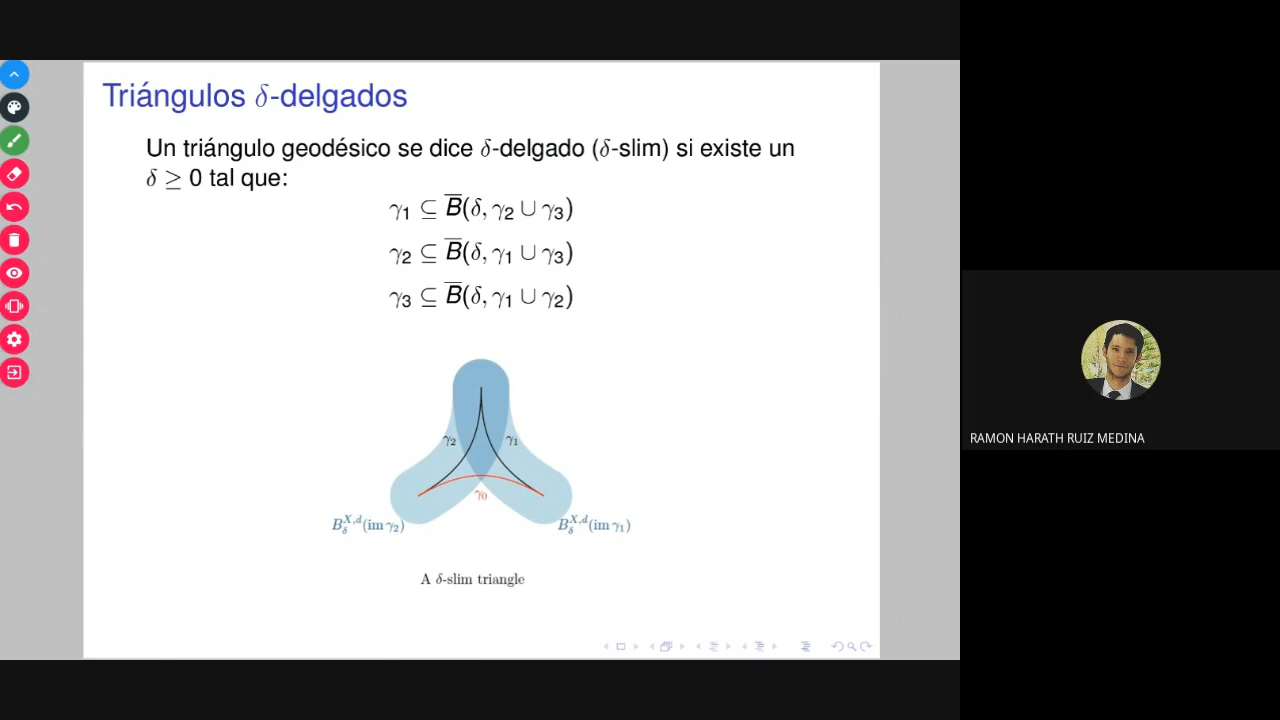 Triángulos δ-delgados
Un triángulo geodésico se dice δ-delgado (δ-slim) si existe un
δ ≥ 0 tal que:
γ₁ ⊆ B̅(δ, γ₂ ∪ γ₃)
γ₂ ⊆ B̅(δ, γ₁ ∪ γ₃)
γ₃ ⊆ B̅(δ, γ₁ ∪ γ₂)
γ₂ γ₁
γ₀
B_δ^{X,d}(im γ₂) B_δ^{X,d}(im γ₁)
A δ-slim triangle
RAMON HARATH RUIZ MEDINA